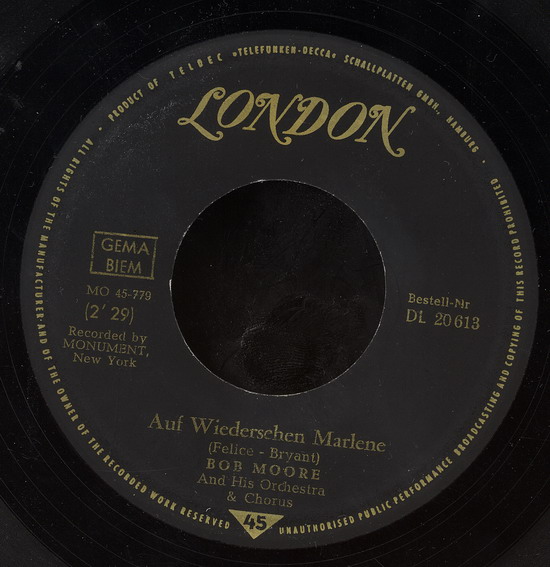 ALL RIGHTS OF THE MANUFACTURER AND OF THE OWNER OF THE RECORDED WORK RESERVED
• PRODUCT OF TELDEC »TELEFUNKEN-DECCA« SCHALLPLATTEN GMBH., HAMBURG •
LONDON
GEMA
BIEM
MO 45-779
(2' 29)
Recorded by
MONUMENT,
New York
Bestell-Nr
DL 20 613
Auf Wiedersehen Marlene
(Felice - Bryant)
BOB MOORE
And His Orchestra
& Chorus
45
UNAUTHORISED PUBLIC PERFORMANCE BROADCASTING AND COPYING OF THIS RECORD PROHIBITED